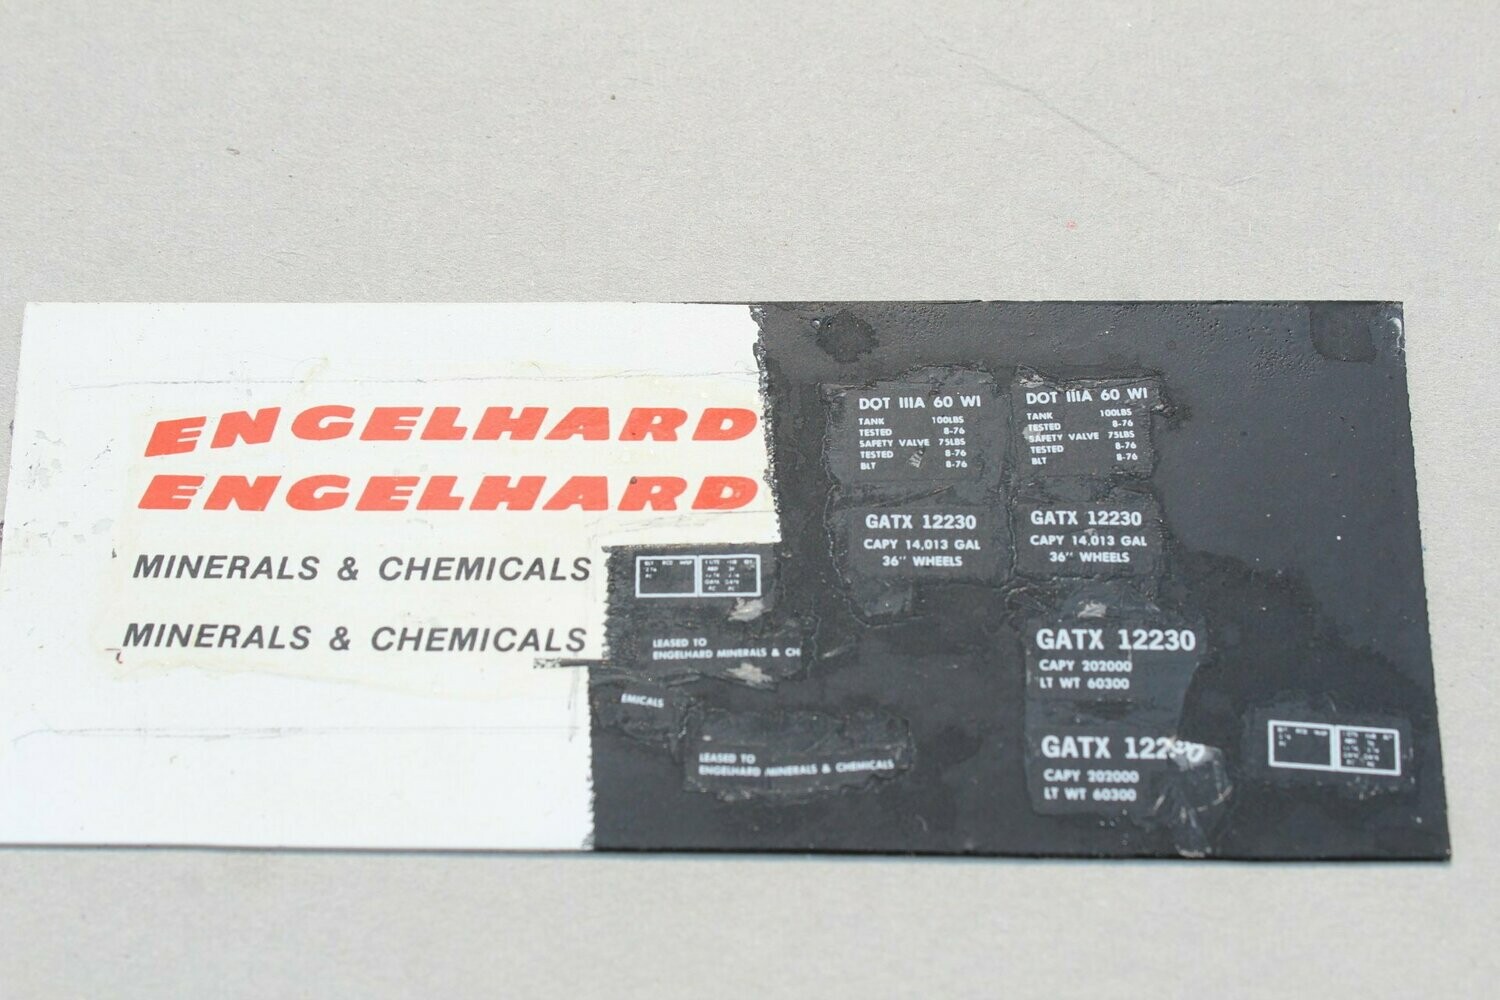 ENGELHARD
ENGELHARD
MINERALS & CHEMICALS
MINERALS & CHEMICALS
LEASED TO
ENGELHARD MINERALS & CH
EMICALS
LEASED TO
ENGELHARD MINERALS & CHEMICALS
DOT IIIA 60 WI
TANK 100LBS
TESTED 8-76
SAFETY VALVE 75LBS
TESTED 8-76
BLT 8-76
GATX 12230
CAPY 14,013 GAL
36" WHEELS
DOT IIIA 60 WI
TANK 100LBS
TESTED 8-76
SAFETY VALVE 75LBS
TESTED 8-76
BLT 8-76
GATX 12230
CAPY 14,013 GAL
36" WHEELS
GATX 12230
CAPY 202000
LT WT 60300
GATX
CAPY 202000
LT WT 60300